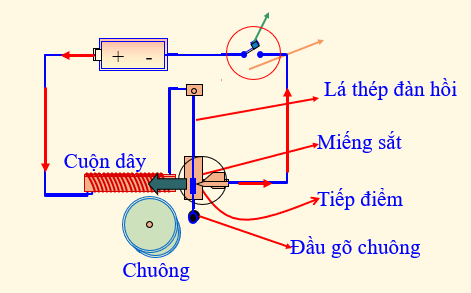 + -
Lá thép đàn hồi
Miếng sắt
Cuộn dây
Tiếp điểm
Đầu gõ chuông
Chuông